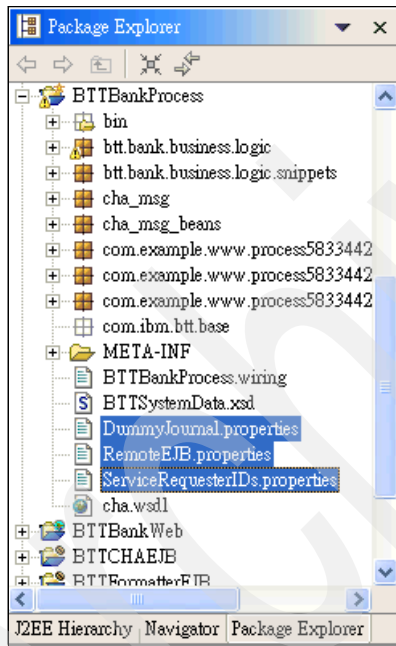 Package Explorer
BTTBankProcess
bin
btt.bank.business.logic
btt.bank.business.logic.snippets
cha_msg
cha_msg_beans
com.example.www.process5833442
com.example.www.process5833442
com.example.www.process5833442
com.ibm.btt.base
META-INF
BTTBankProcess.wiring
BTTSystemData.xsd
DummyJournal.properties
RemoteEJB.properties
ServiceRequesterIDs.properties
cha.wsdl
BTTBankWeb
BTTCHAEJB
BTTFormatterEJB
J2EE Hierarchy Navigator Package Explorer